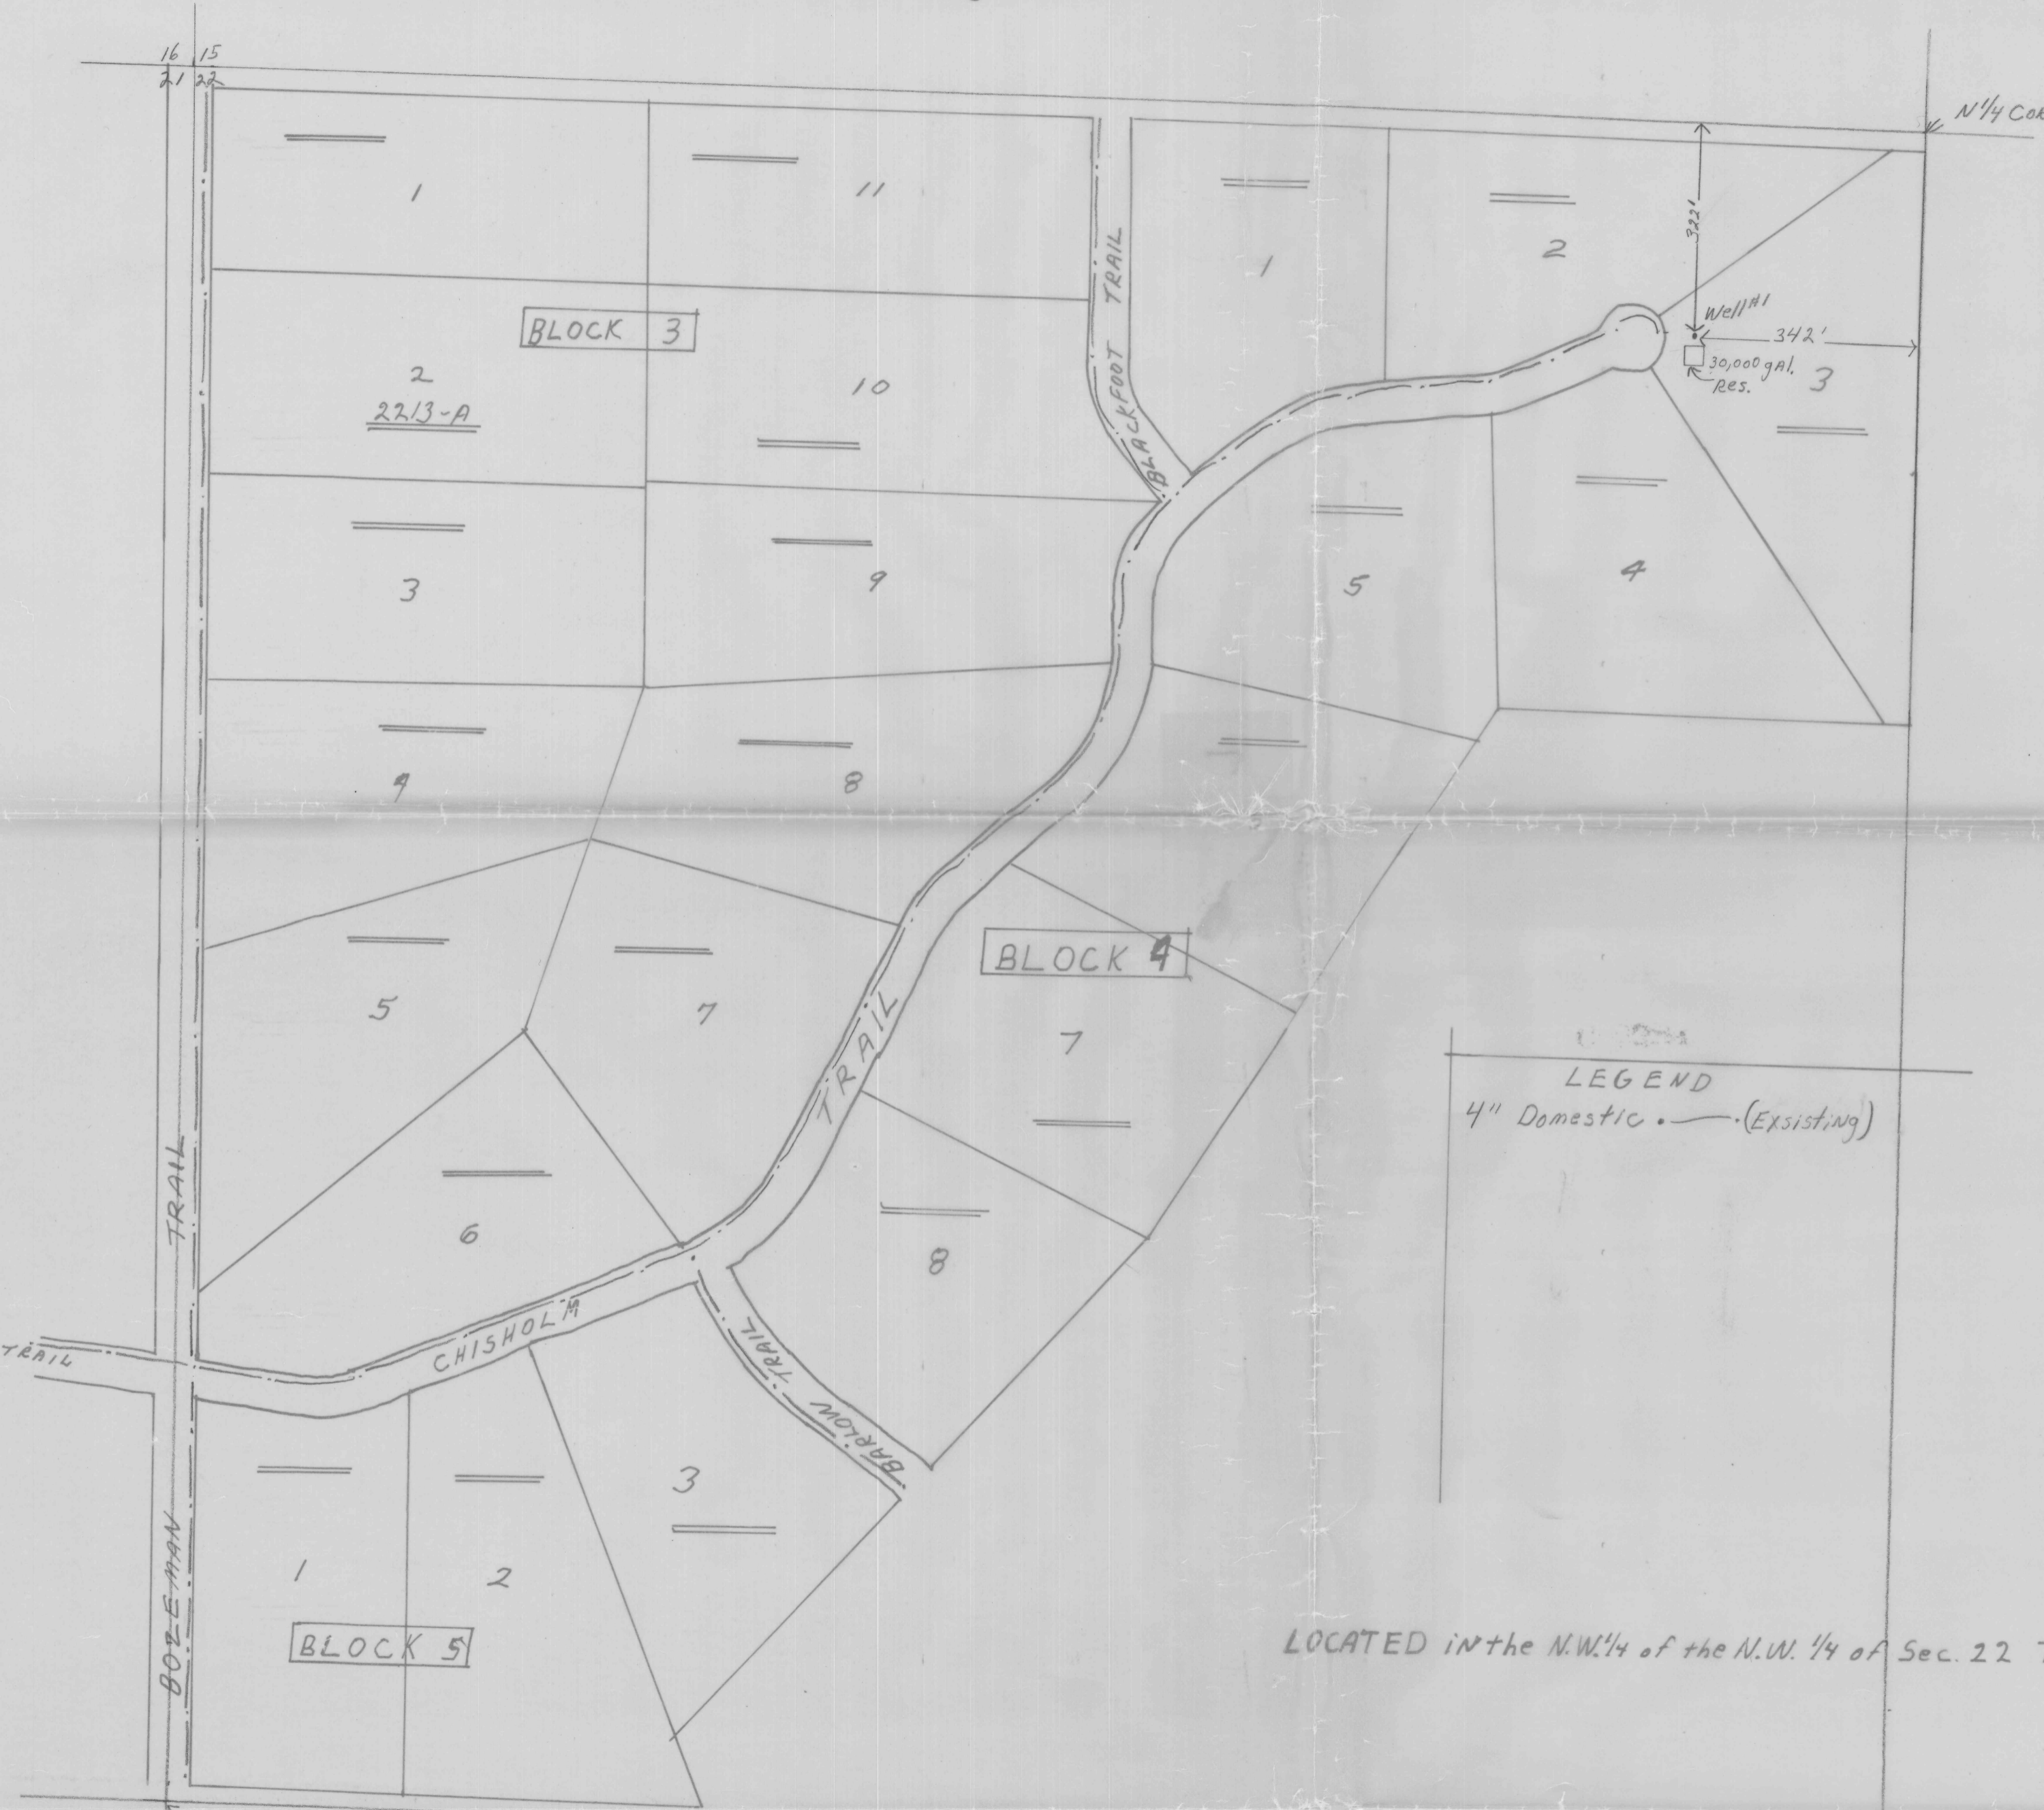 16 15
21 22
N 1/4 COR
1
11
1
2
322'
Well #1
342'
30,000 gAl.
Res.
3
BLACKFOOT TRAIL
BLOCK 3
2
2213-A
10
3
9
5
4
4
8
BLOCK 4
5
7
7
TRAIL
LEGEND
4" Domestic .——. (Exsisting)
6
8
TRAIL
CHISHOLM
TRAIL
BARLOW TRAIL
3
1
2
BLOCK 5
BOZEMAN
LOCATED iN the N.W.1/4 of the N.W. 1/4 of Sec. 22